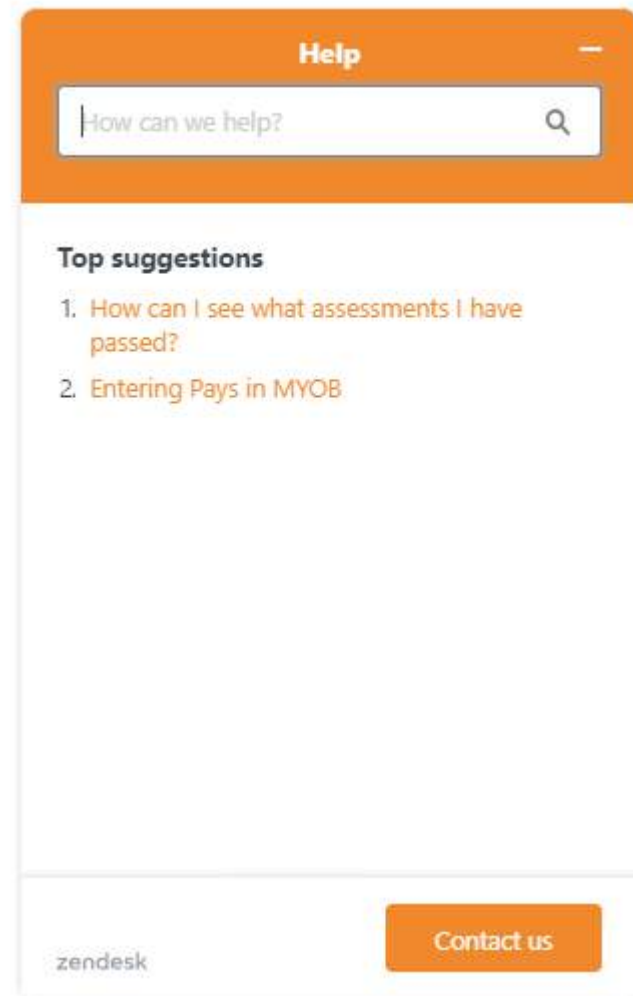 Help
How can we help?
Top suggestions
1. How can I see what assessments I have
passed?
2. Entering Pays in MYOB
zendesk
Contact us